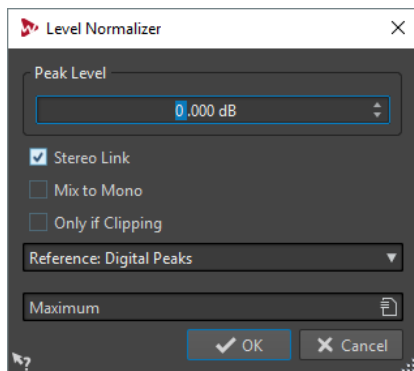 Level Normalizer
Peak Level
0.000 dB
Stereo Link
Mix to Mono
Only if Clipping
Reference: Digital Peaks
Maximum
OK
Cancel
?